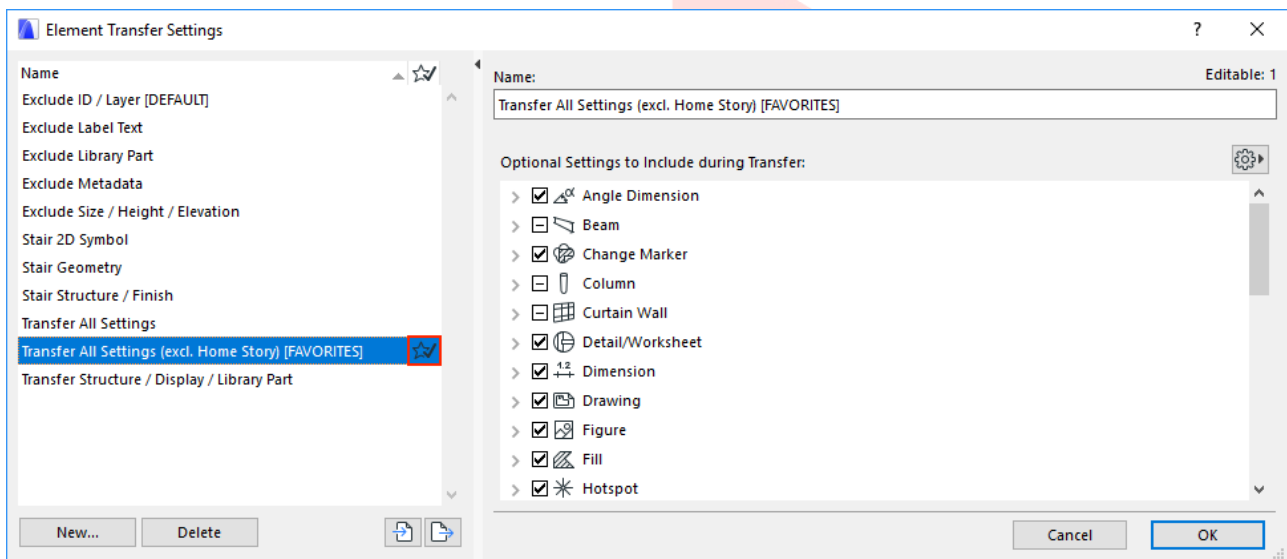 Element Transfer Settings
?
Name
Exclude ID / Layer [DEFAULT]
Exclude Label Text
Exclude Library Part
Exclude Metadata
Exclude Size / Height / Elevation
Stair 2D Symbol
Stair Geometry
Stair Structure / Finish
Transfer All Settings
Transfer All Settings (excl. Home Story) [FAVORITES]
Transfer Structure / Display / Library Part
New...
Delete
Name:
Editable: 1
Transfer All Settings (excl. Home Story) [FAVORITES]
Optional Settings to Include during Transfer:
α Angle Dimension
Beam
Change Marker
Column
Curtain Wall
Detail/Worksheet
1.2 Dimension
Drawing
Figure
Fill
Hotspot
Cancel
OK